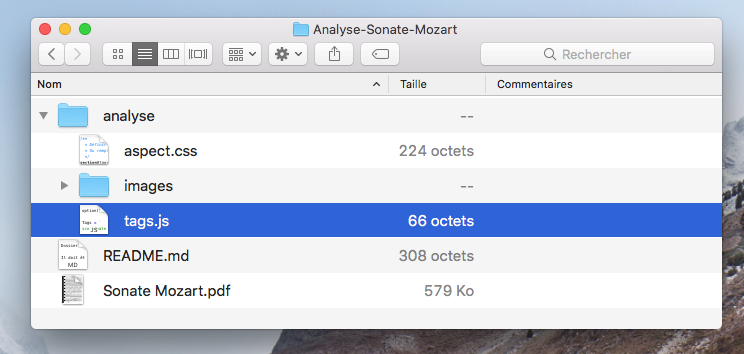 Analyse-Sonate-Mozart
Rechercher
Nom Taille Commentaires
analyse --
aspect.css 224 octets
images --
tags.js 66 octets
README.md 308 octets
Sonate Mozart.pdf 579 Ko